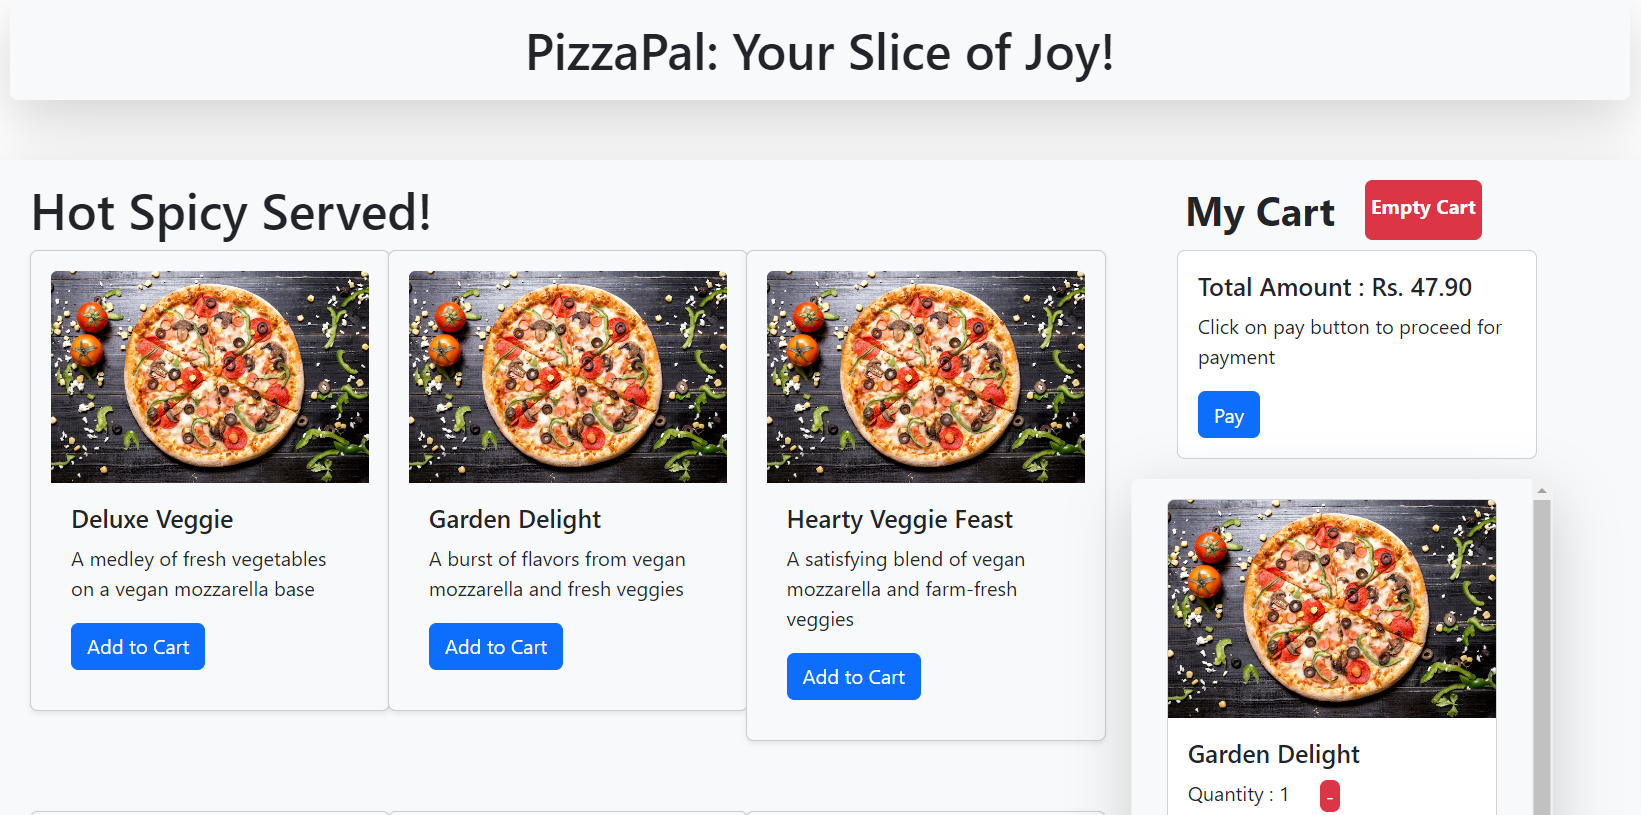 PizzaPal: Your Slice of Joy!
Hot Spicy Served!
Deluxe Veggie
A medley of fresh vegetables
on a vegan mozzarella base
Add to Cart
Garden Delight
A burst of flavors from vegan
mozzarella and fresh veggies
Add to Cart
Hearty Veggie Feast
A satisfying blend of vegan
mozzarella and farm-fresh
veggies
Add to Cart
My Cart
Empty Cart
Total Amount : Rs. 47.90
Click on pay button to proceed for
payment
Pay
Garden Delight
Quantity : 1 -